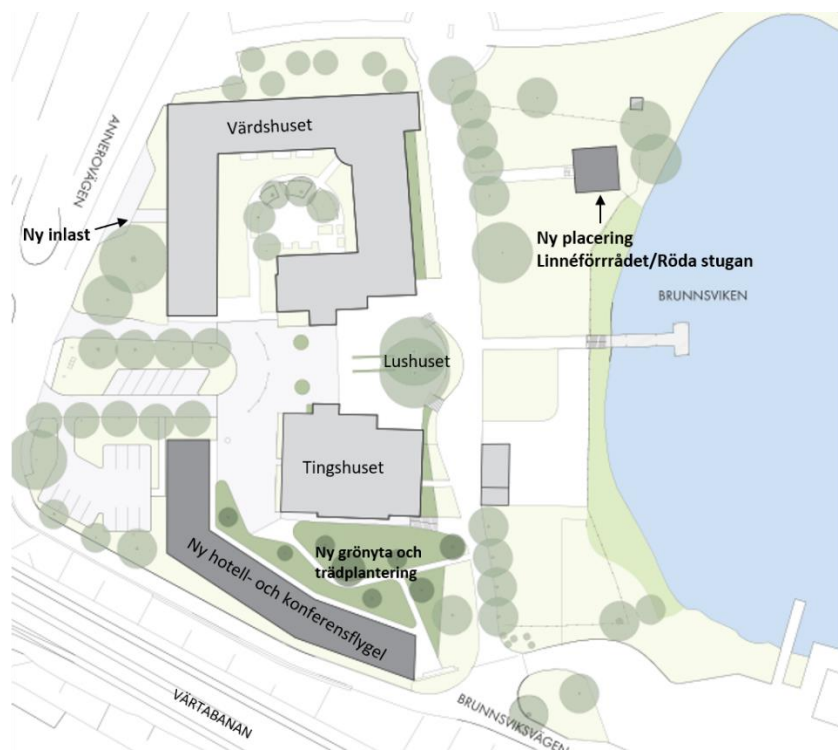 Värdshuset
ANNEROVÄGEN
Ny inlast
Ny placering
Linnéförrrådet/Röda stugan
BRUNNSVIKEN
Lushuset
Tingshuset
Ny grönyta och
trädplantering
Ny hotell- och konferensflygel
VÄRTABANAN
BRUNNSVIKSVÄGEN